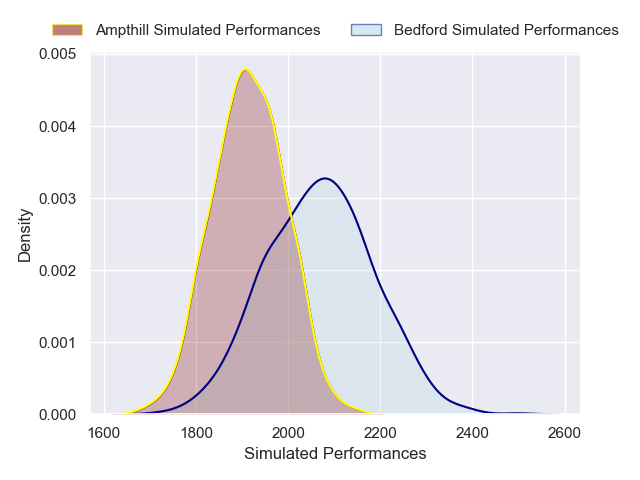 Ampthill Simulated Performances Bedford Simulated Performances
0.005
0.004
0.003
0.002
0.001
0.000
Density
1600 1800 2000 2200 2400 2600
Simulated Performances